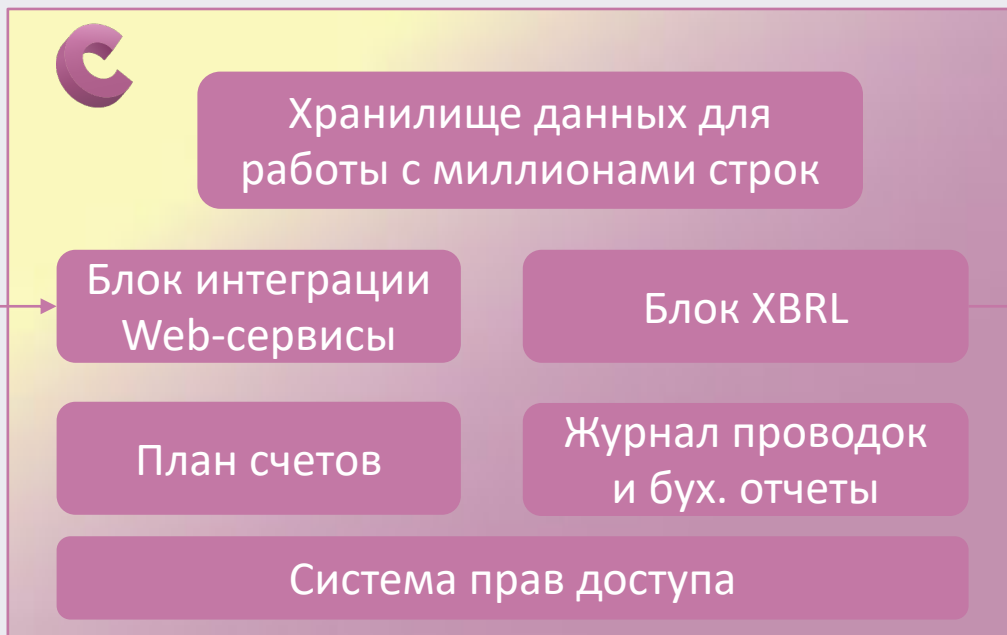 C
Хранилище данных для
работы с миллионами строк
Блок интеграции
Web-сервисы
Блок XBRL
План счетов
Журнал проводок
и бух. отчеты
Система прав доступа